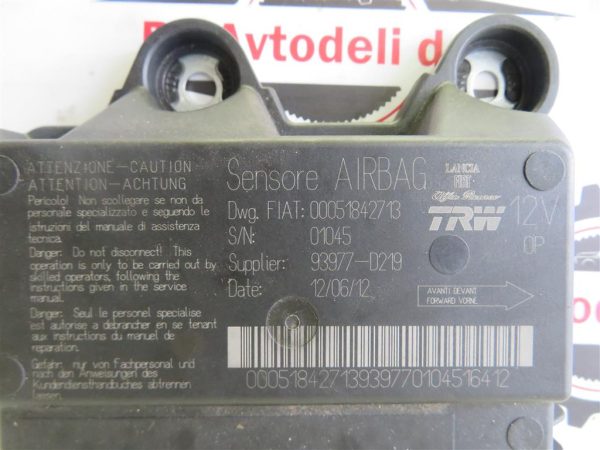 Avtodeli d
ATTENZIONE-CAUTION
ATTENTION-ACHTUNG
Pericolo! Non scollegare se non da
personale specializzato e seguendo le
istruzioni del manuale di assistenza
tecnica.
Danger: Do not disconnect! This
operation is only to be carried out by
skilled operators, following the
instructions given in the service
manual.
Danger: Seul le personel specialise
est autorise a debrancher en se tenant
aux instructions du manuel de
reparation.
Gefahr: nur von Fachpersonal und
nach den Anweisungen des
Kundendiensthandbuches abtrennen
lassen.
Sensore AIRBAG
Dwg. FIAT: 00051842713
S/N: 01045
Supplier: 93977-D219
Date: 12/06/12
LANCIA
FIAT
Alfa Romeo
TRW 12V
OP
AVANTI DEVANT
FORWARD VORNE
00051842713939770104516412